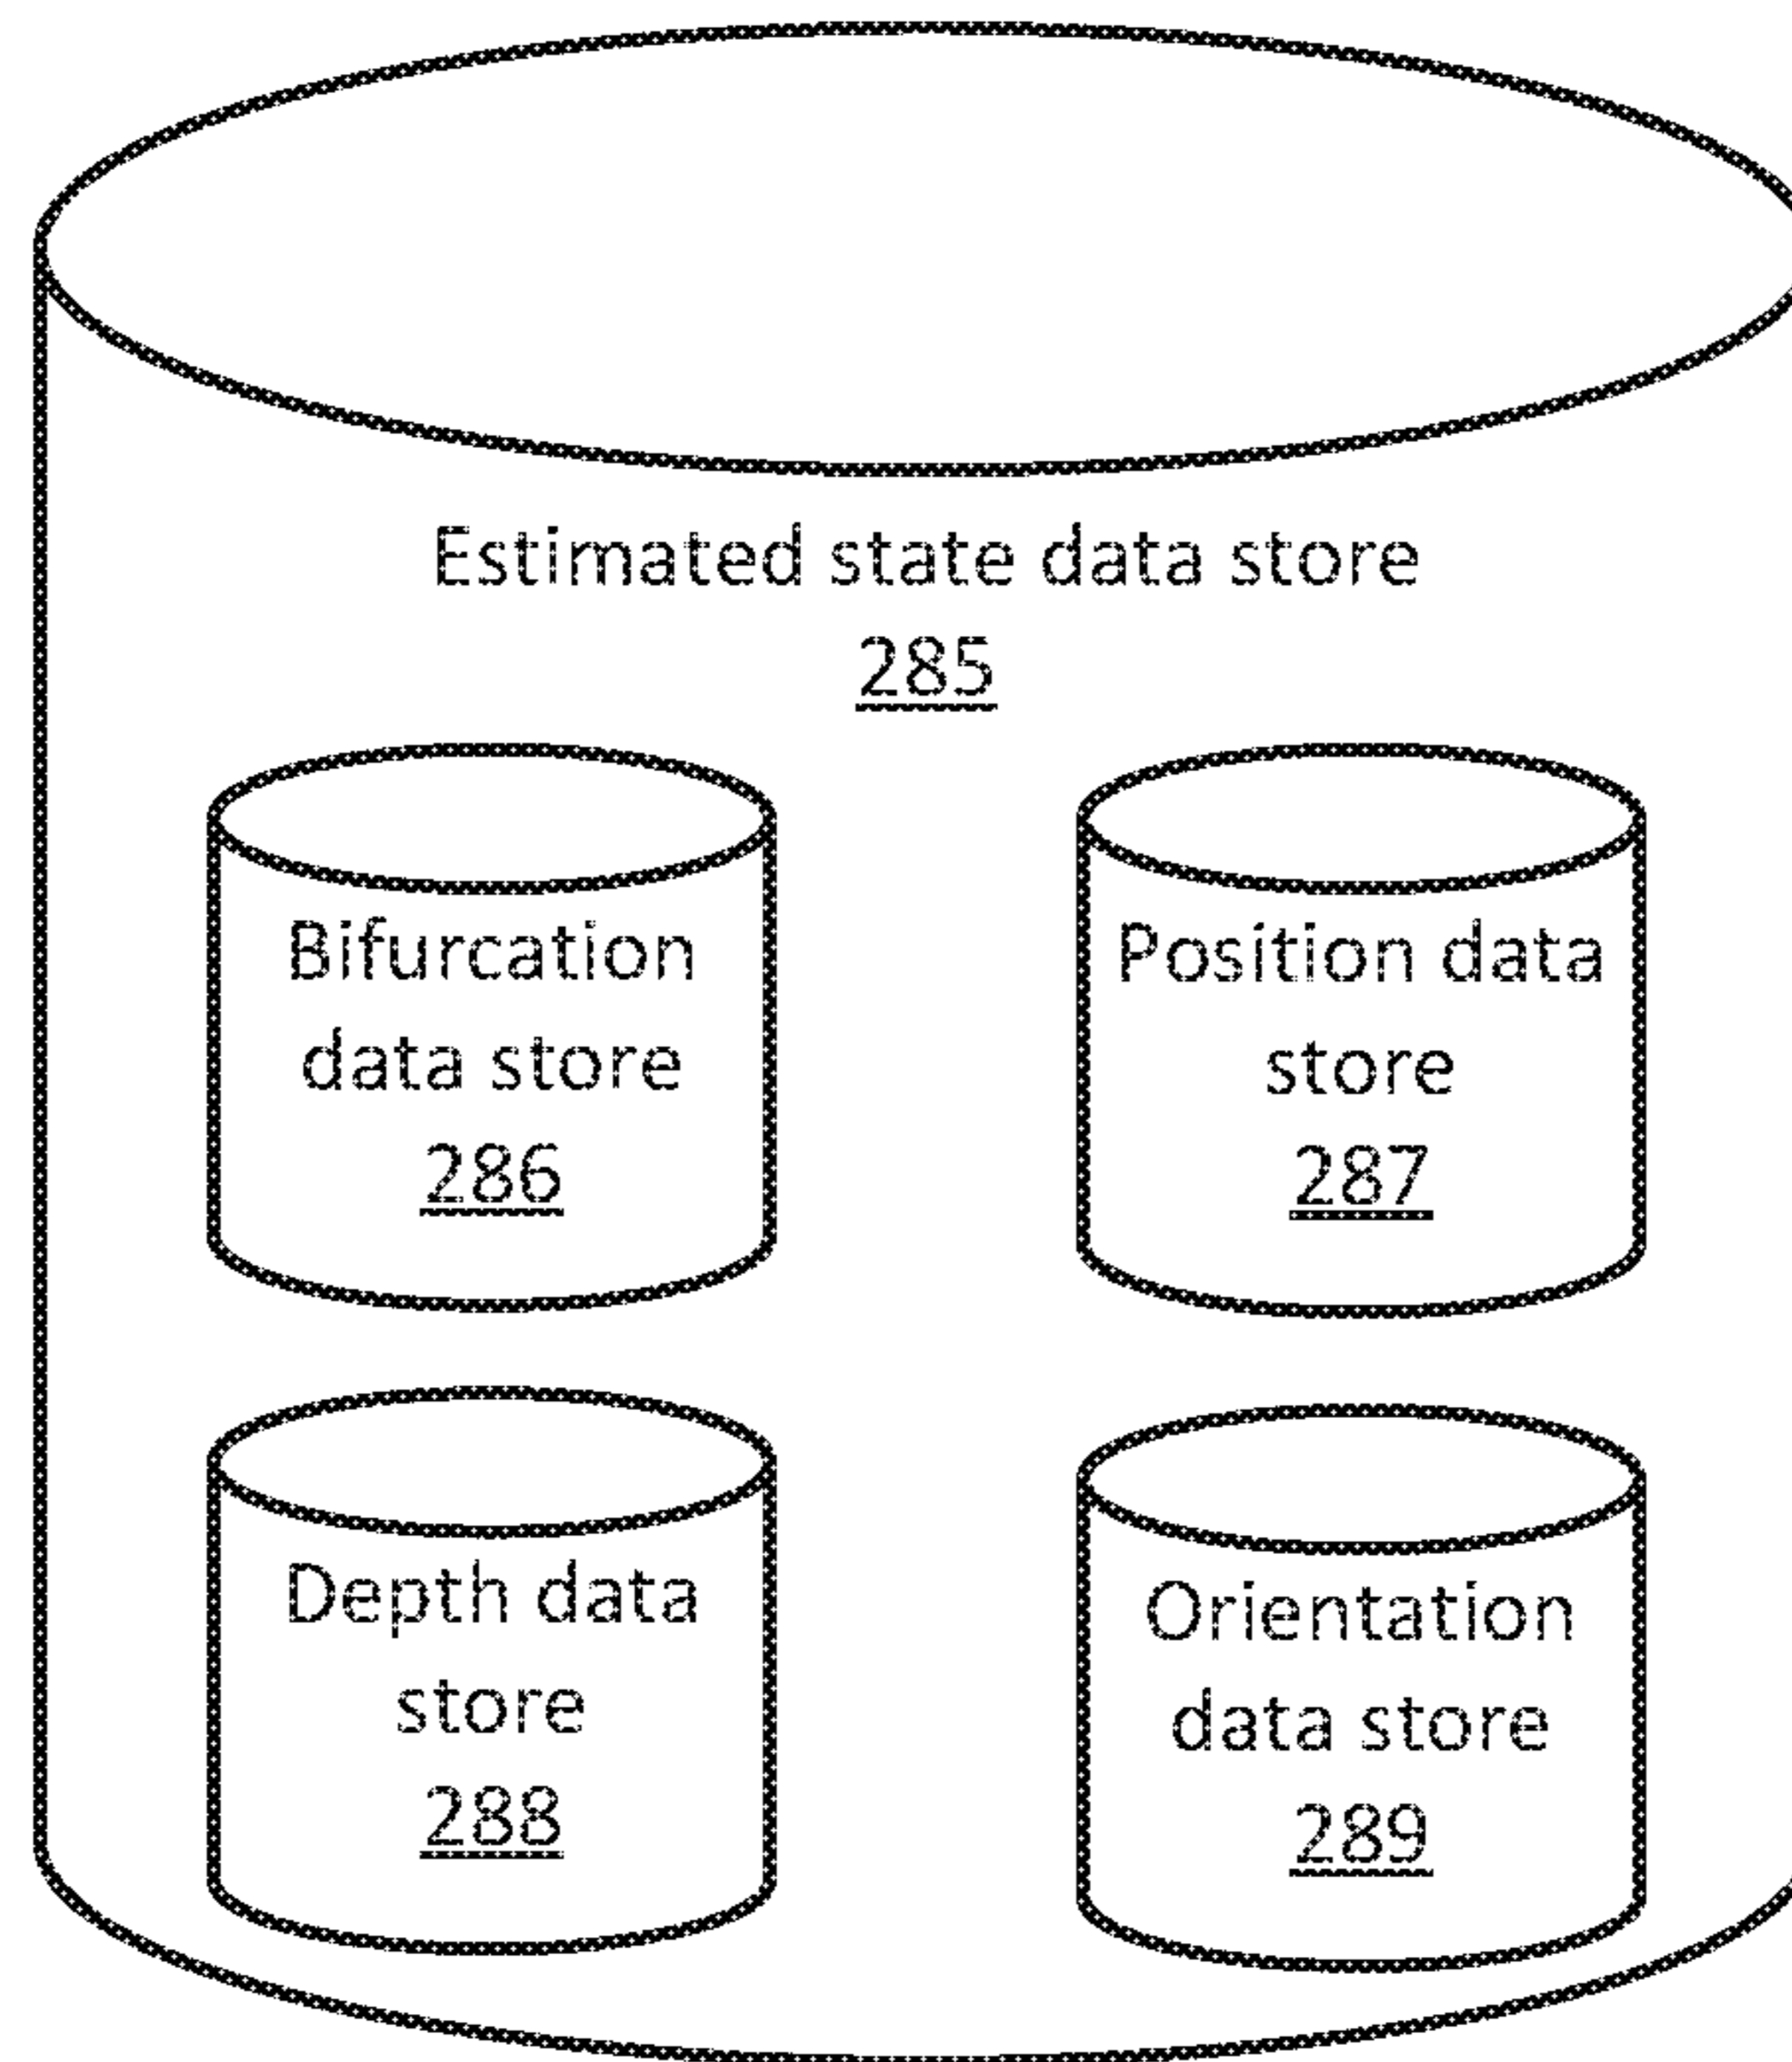 Estimated state data store
285
Bifurcation
data store
286
Position data
store
287
Depth data
store
288
Orientation
data store
289